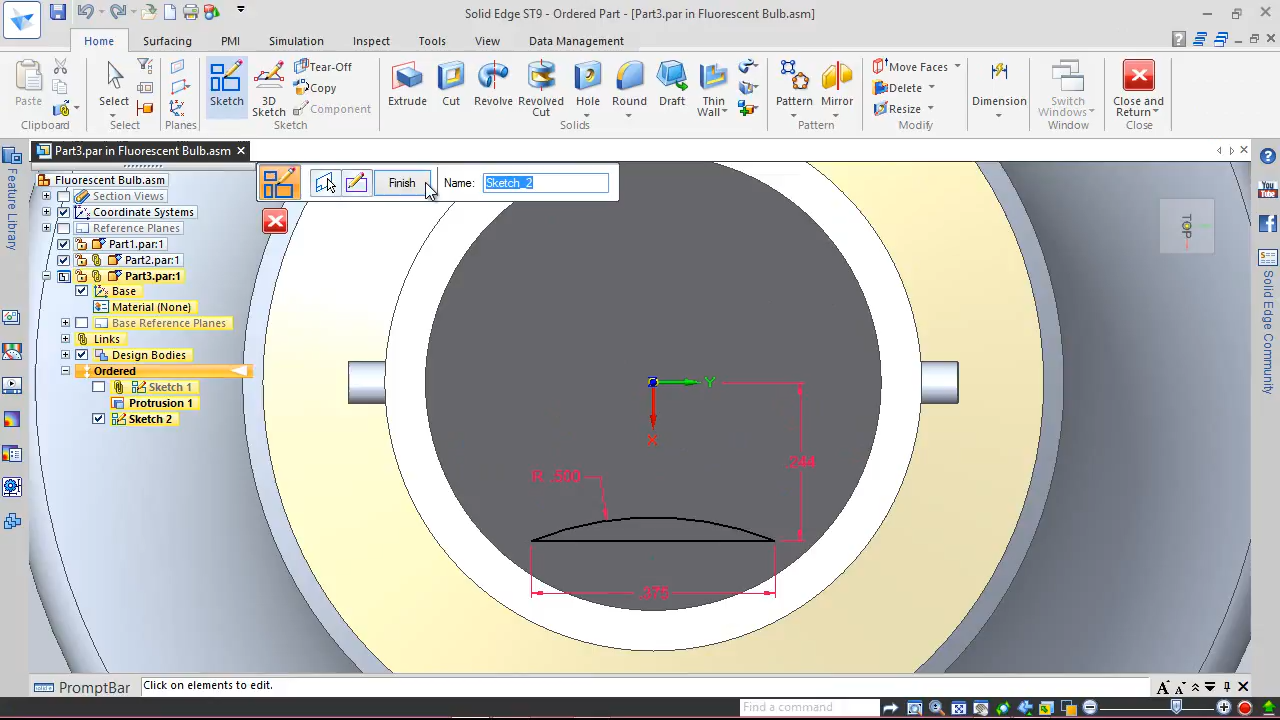 Solid Edge ST9 - Ordered Part - [Part3.par in Fluorescent Bulb.asm]
Home Surfacing PMI Simulation Inspect View Tools Data Management
Paste
Clipboard
Select
Select
Planes
Sketch
3D Sketch
Tear-Off
Copy
Component
Sketch
Extrude
Cut
Revolve
Revolved Cut
Hole
Round
Draft
Thin Wall
Solids
Pattern
Mirror
Pattern
Move Faces
Delete
Resize
Modify
Dimension
Switch Windows
Window
Close and Return
Close
Part3.par in Fluorescent Bulb.asm
Feature Library
Fluorescent Bulb.asm
Section Views
Coordinate Systems
Reference Planes
Part1.par:1
Part2.par:1
Part3.par:1
Base
Material (None)
Base Reference Planes
Links
Design Bodies
Ordered
Sketch 1
Protrusion 1
Sketch 2
Finish
Name: Sketch_2
TOP
Y
X
.244
R .500
.375
You Tube
Solid Edge Community
PromptBar
Click on elements to edit.
Find a command